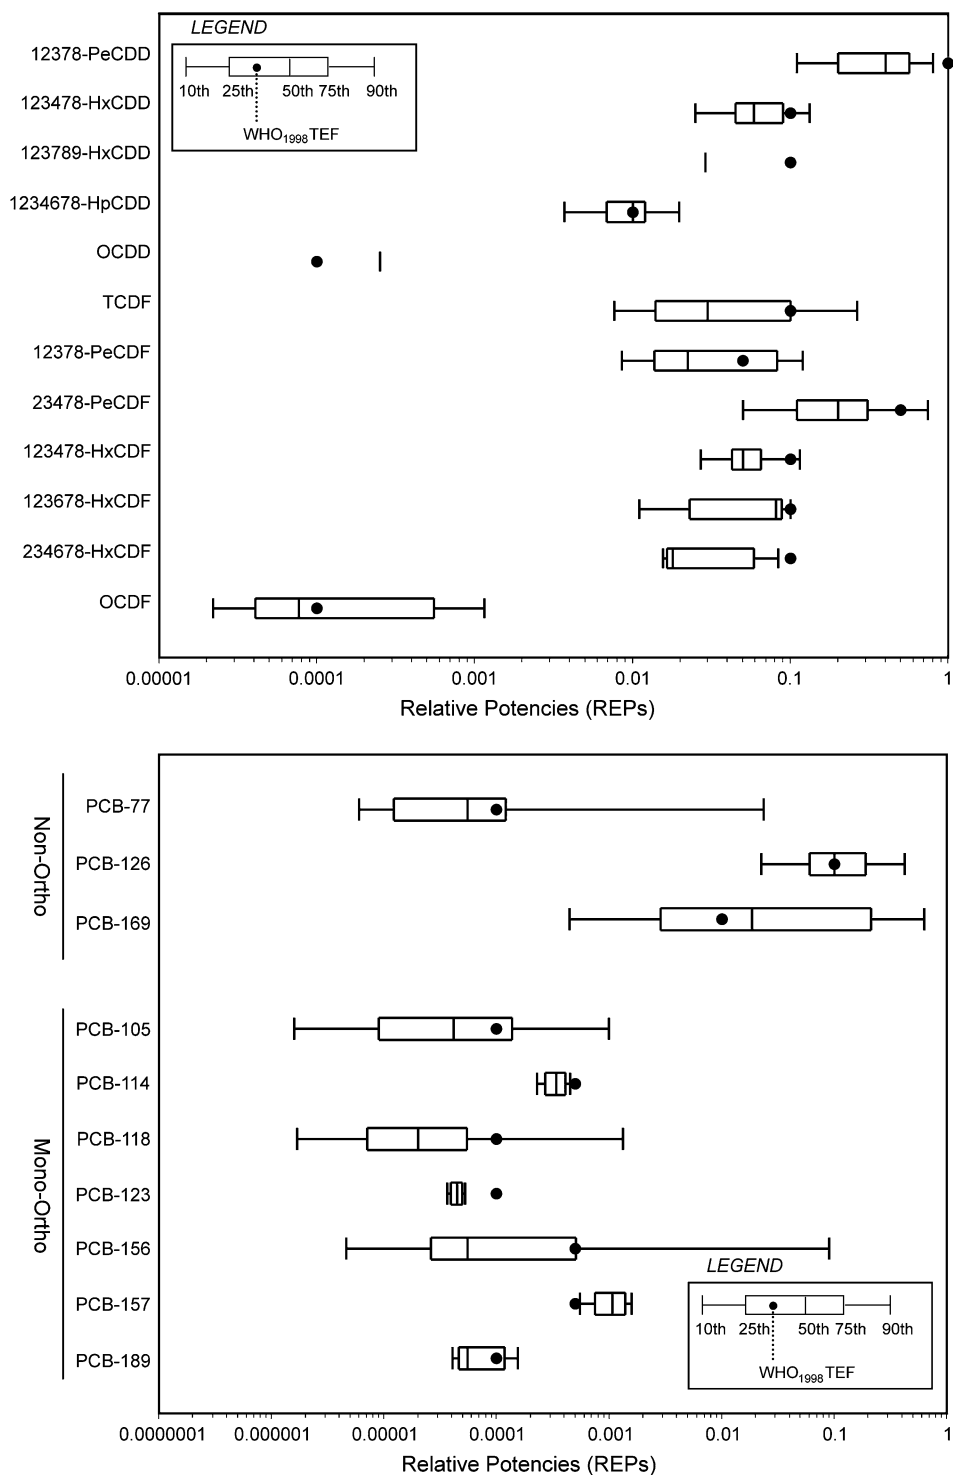 LEGEND
10th 25th 50th 75th 90th
WHO1998TEF
12378-PeCDD
123478-HxCDD
123789-HxCDD
1234678-HpCDD
OCDD
TCDF
12378-PeCDF
23478-PeCDF
123478-HxCDF
123678-HxCDF
234678-HxCDF
OCDF
0.00001 0.0001 0.001 0.01 0.1 1
Relative Potencies (REPs)
Non-Ortho
PCB-77
PCB-126
PCB-169
Mono-Ortho
PCB-105
PCB-114
PCB-118
PCB-123
PCB-156
PCB-157
PCB-189
LEGEND
10th 25th 50th 75th 90th
WHO1998TEF
0.0000001 0.000001 0.00001 0.0001 0.001 0.01 0.1 1
Relative Potencies (REPs)